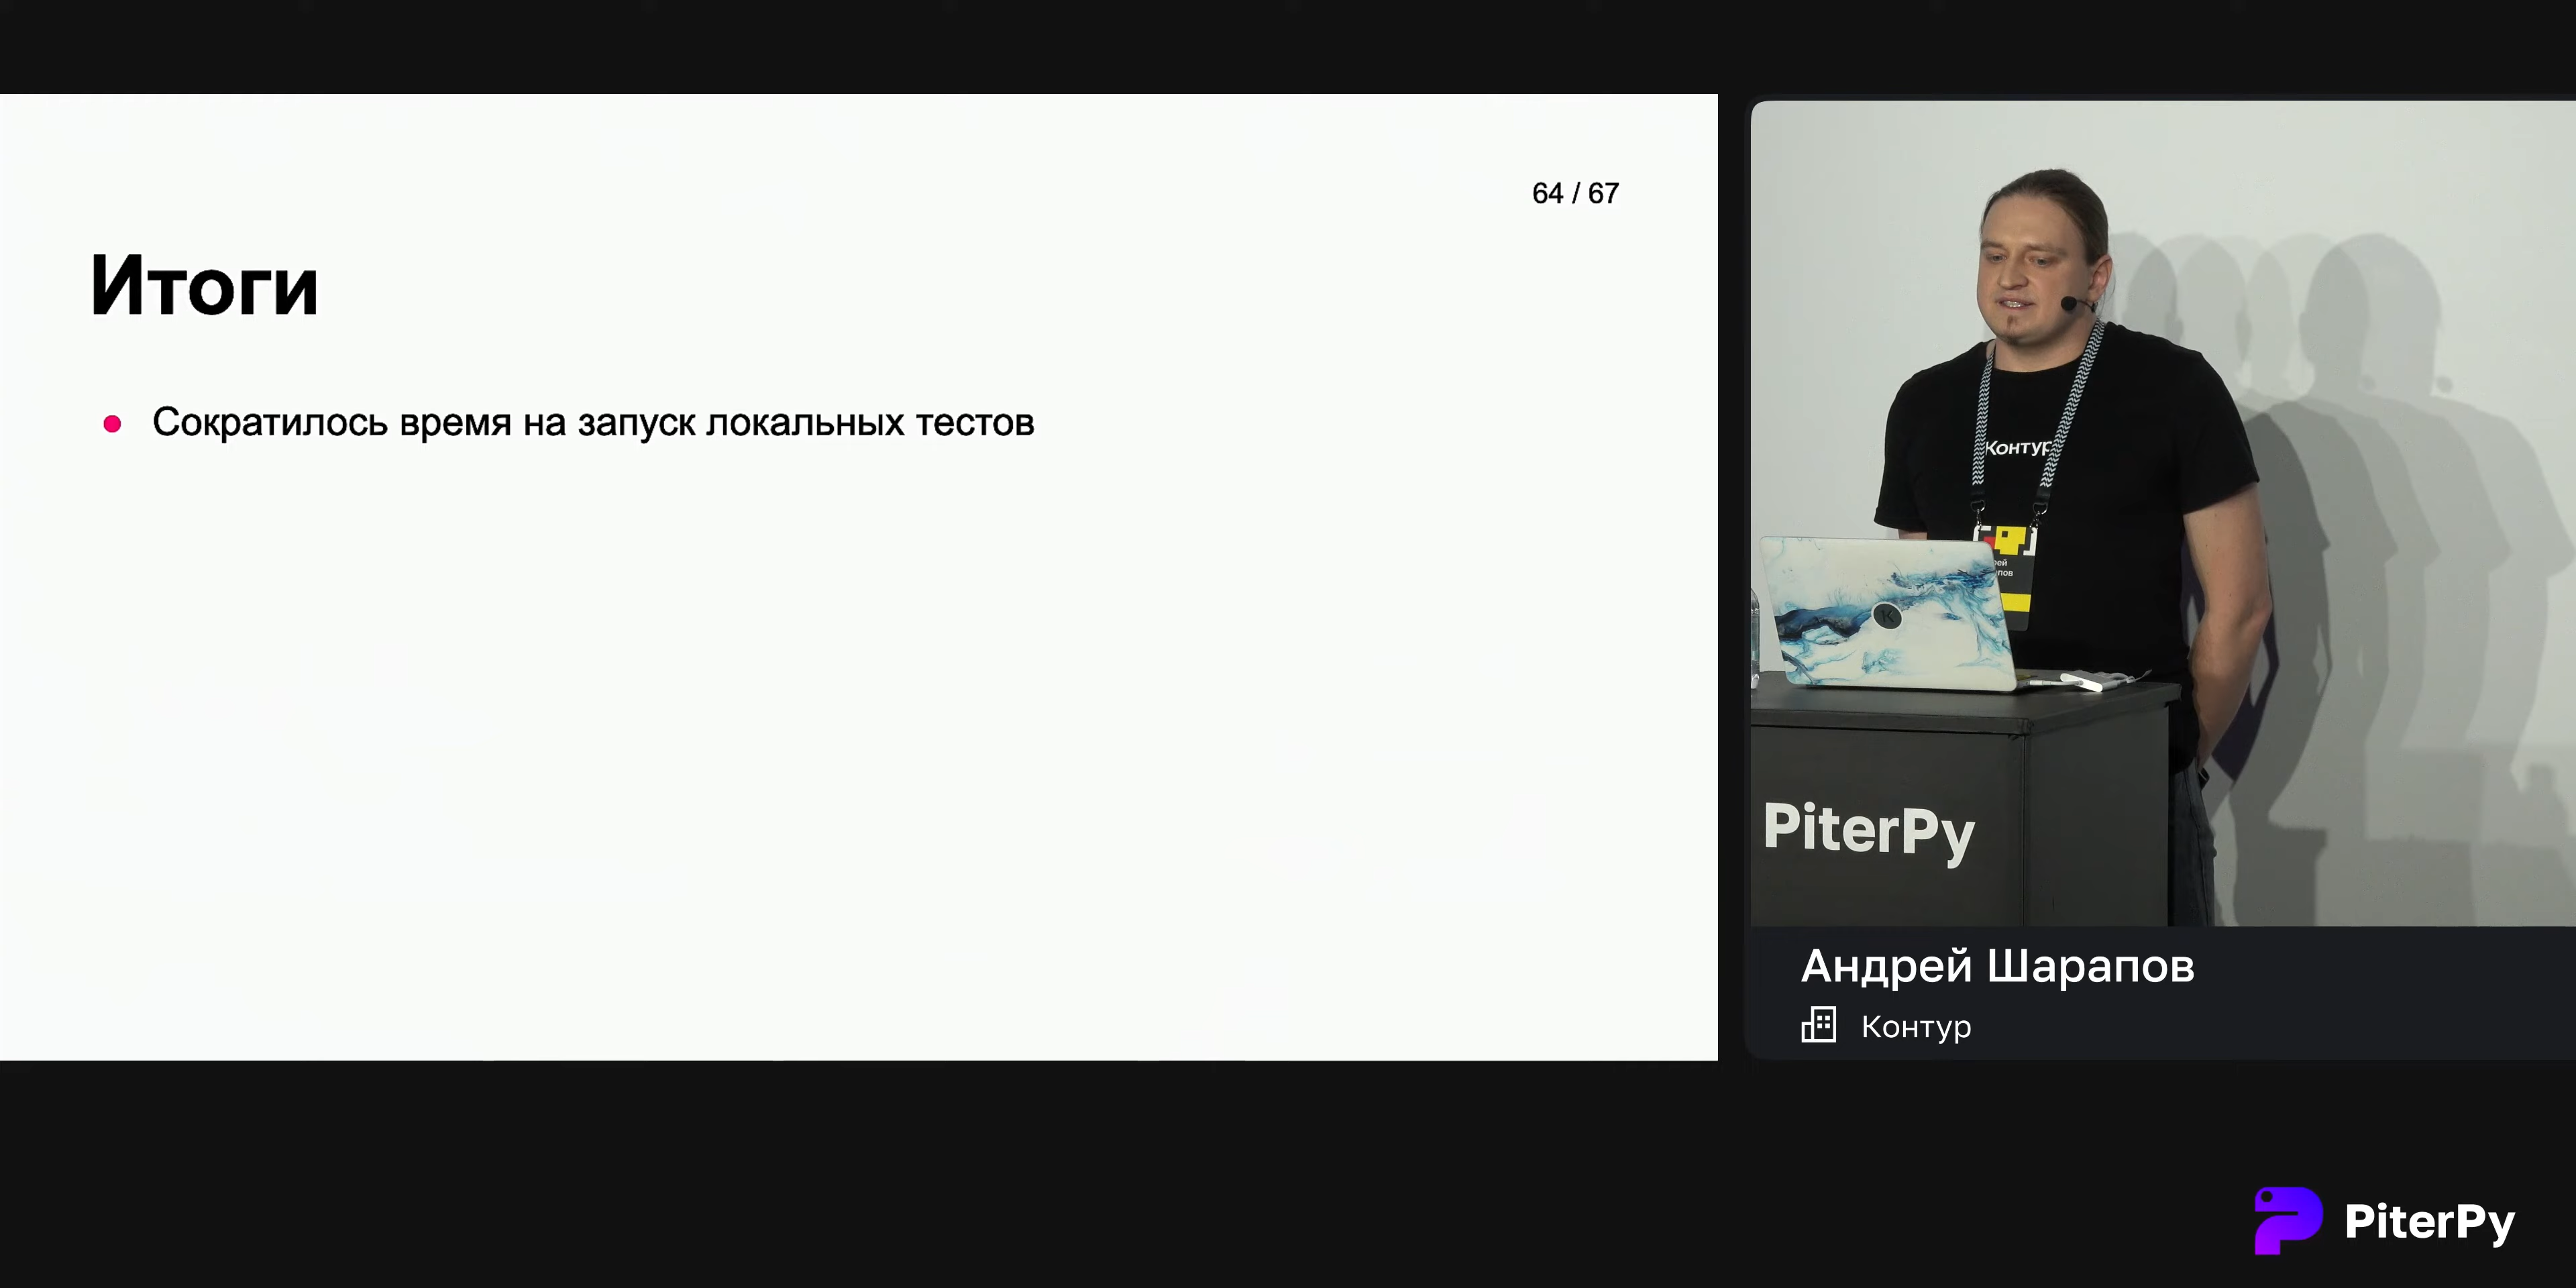 64 / 67
Итоги
Сократилось время на запуск локальных тестов
Контур
PiterPy
Андрей Шарапов
Контур
PiterPy